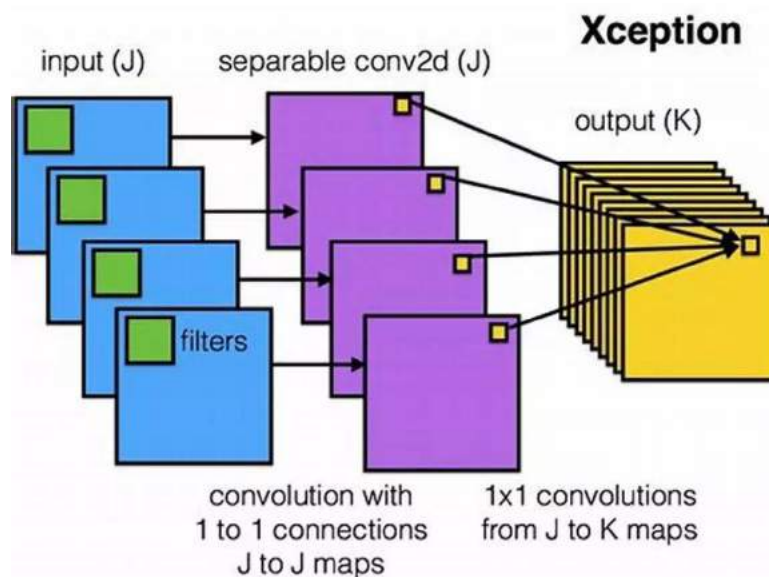 Xception
input (J)
separable conv2d (J)
output (K)
filters
convolution with
1 to 1 connections
J to J maps
1x1 convolutions
from J to K maps